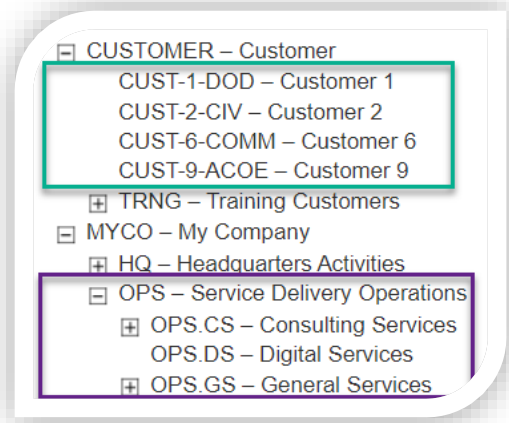 CUSTOMER – Customer
CUST-1-DOD – Customer 1
CUST-2-CIV – Customer 2
CUST-6-COMM – Customer 6
CUST-9-ACOE – Customer 9
TRNG – Training Customers
MYCO – My Company
HQ – Headquarters Activities
OPS – Service Delivery Operations
OPS.CS – Consulting Services
OPS.DS – Digital Services
OPS.GS – General Services